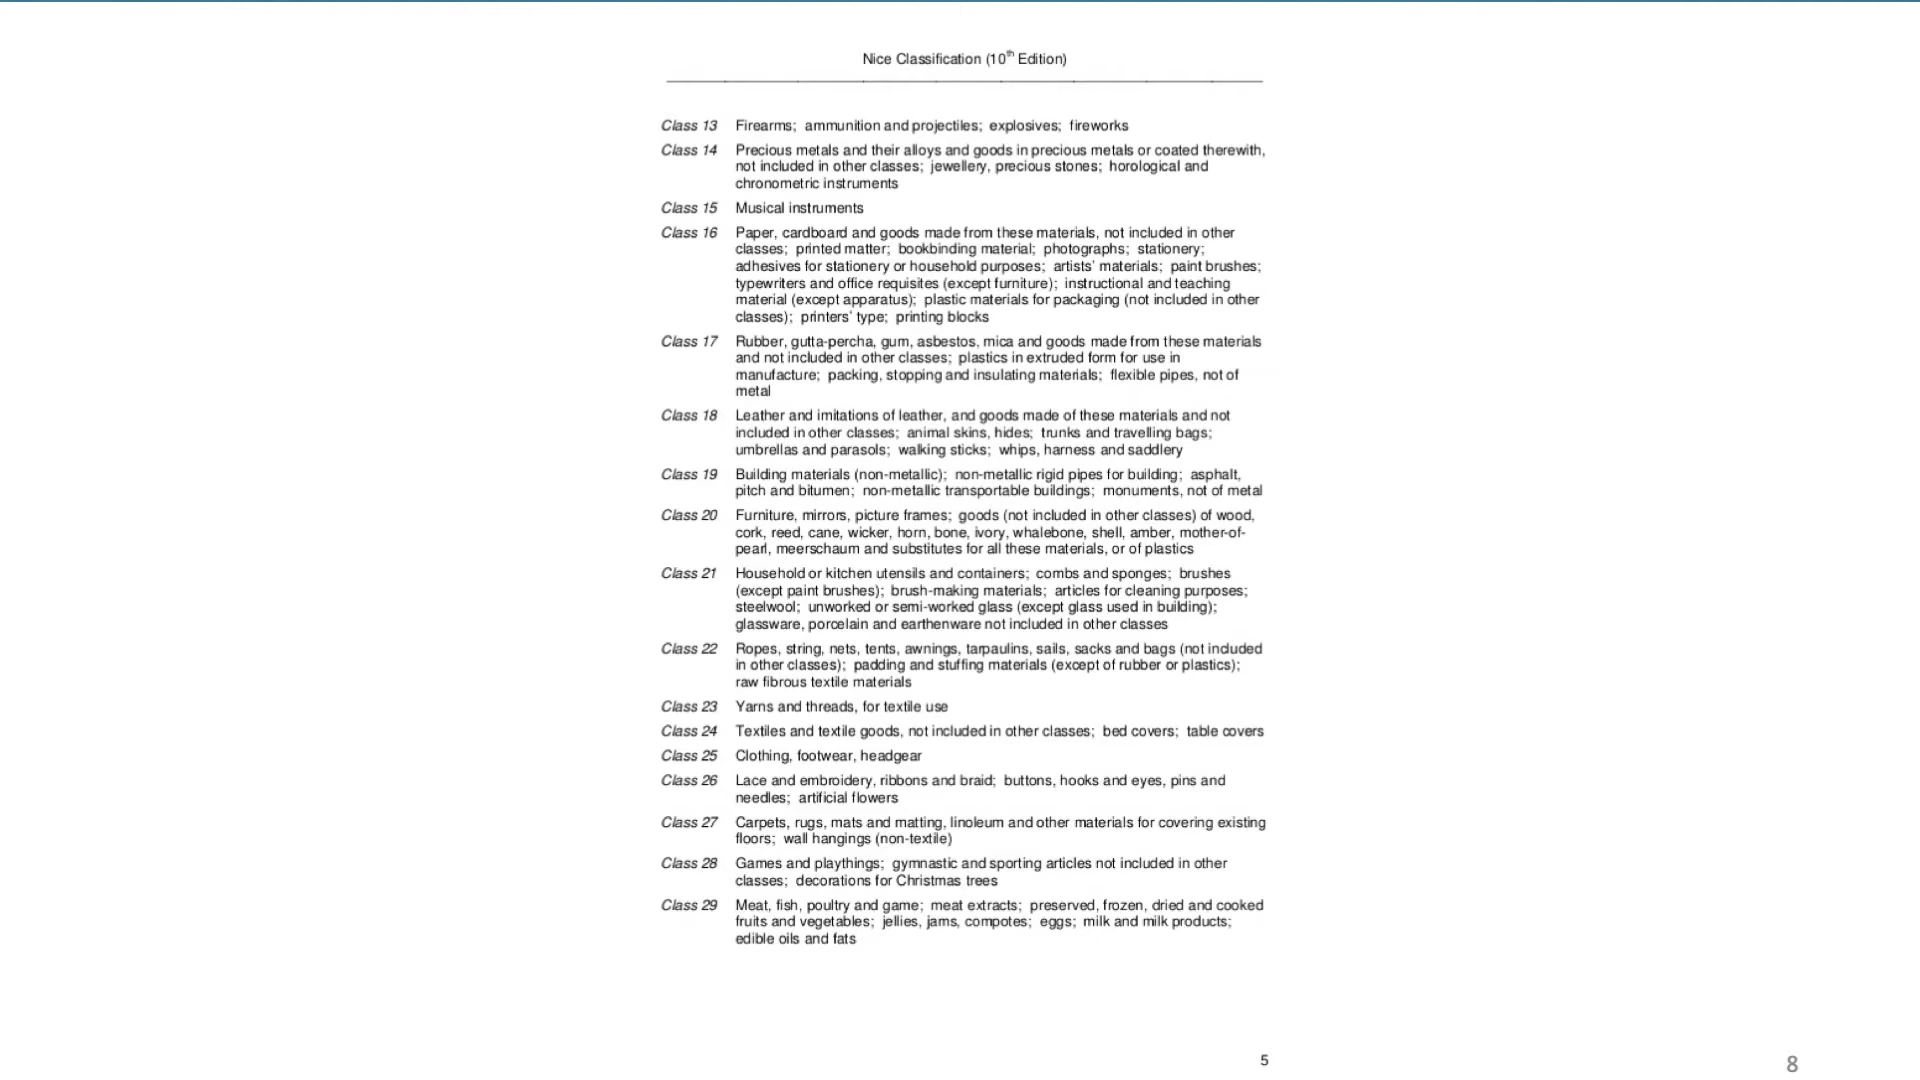 Nice Classification (10th Edition)
Class 13 Firearms; ammunition and projectiles; explosives; fireworks
Class 14 Precious metals and their alloys and goods in precious metals or coated therewith,
not included in other classes; jewellery, precious stones; horological and
chronometric instruments
Class 15 Musical instruments
Class 16 Paper, cardboard and goods made from these materials, not included in other
classes; printed matter; bookbinding material; photographs; stationery;
adhesives for stationery or household purposes; artists' materials; paint brushes;
typewriters and office requisites (except furniture); instructional and teaching
material (except apparatus); plastic materials for packaging (not included in other
classes); printers' type; printing blocks
Class 17 Rubber, gutta-percha, gum, asbestos, mica and goods made from these materials
and not included in other classes; plastics in extruded form for use in
manufacture; packing, stopping and insulating materials; flexible pipes, not of
metal
Class 18 Leather and imitations of leather, and goods made of these materials and not
included in other classes; animal skins, hides; trunks and travelling bags;
umbrellas and parasols; walking sticks; whips, harness and saddlery
Class 19 Building materials (non-metallic); non-metallic rigid pipes for building; asphalt,
pitch and bitumen; non-metallic transportable buildings; monuments, not of metal
Class 20 Furniture, mirrors, picture frames; goods (not included in other classes) of wood,
cork, reed, cane, wicker, horn, bone, ivory, whalebone, shell, amber, mother-of-
pearl, meerschaum and substitutes for all these materials, or of plastics
Class 21 Household or kitchen utensils and containers; combs and sponges; brushes
(except paint brushes); brush-making materials; articles for cleaning purposes;
steelwool; unworked or semi-worked glass (except glass used in building);
glassware, porcelain and earthenware not included in other classes
Class 22 Ropes, string, nets, tents, awnings, tarpaulins, sails, sacks and bags (not included
in other classes); padding and stuffing materials (except of rubber or plastics);
raw fibrous textile materials
Class 23 Yarns and threads, for textile use
Class 24 Textiles and textile goods, not included in other classes; bed covers; table covers
Class 25 Clothing, footwear, headgear
Class 26 Lace and embroidery, ribbons and braid; buttons, hooks and eyes, pins and
needles; artificial flowers
Class 27 Carpets, rugs, mats and matting, linoleum and other materials for covering existing
floors; wall hangings (non-textile)
Class 28 Games and playthings; gymnastic and sporting articles not included in other
classes; decorations for Christmas trees
Class 29 Meat, fish, poultry and game; meat extracts; preserved, frozen, dried and cooked
fruits and vegetables; jellies, jams, compotes; eggs; milk and milk products;
edible oils and fats
5
8